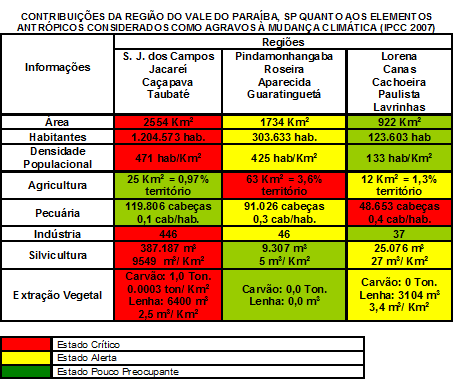 CONTRIBUIÇÕES DA REGIÃO DO VALE DO PARAÍBA, SP QUANTO AOS ELEMENTOS
ANTRÓPICOS CONSIDERADOS COMO AGRAVOS À MUDANÇA CLIMÁTICA (IPCC 2007)
Informações
Regiões
S. J. dos Campos
Jacareí
Caçapava
Taubaté
Pindamonhangaba
Roseira
Aparecida
Guaratinguetá
Lorena
Canas
Cachoeira
Paulista
Lavrinhas
Área 2554 Km² 1734 Km² 922 Km²
Habitantes 1.204.573 hab. 303.633 hab. 123.603 hab
Densidade
Populacional
471 hab/Km² 425 hab/Km² 133 hab/Km²
Agricultura
25 Km² = 0,97%
território
63 Km² = 3,6%
território
12 Km² = 1,3%
território
Pecuária
119.806 cabeças
0,1 cab/hab.
91.026 cabeças
0,3 cab/hab.
48.653 cabeças
0,4 cab/hab.
Indústria 446 46 37
Silvicultura
387.187 m³
9549 m³/ Km²
9.307 m³
5 m³/ Km²
25.076 m³
27 m³/ Km²
Extração Vegetal
Carvão: 1,0 Ton.
0.0003 ton/ Km²
Lenha: 6400 m³
2,5 m³/ Km²
Carvão: 0,0 Ton.
Lenha: 0,0 m³
Carvão: 0 Ton.
Lenha: 3104 m³
3,4 m³/ Km²
Estado Crítico
Estado Alerta
Estado Pouco Preocupante